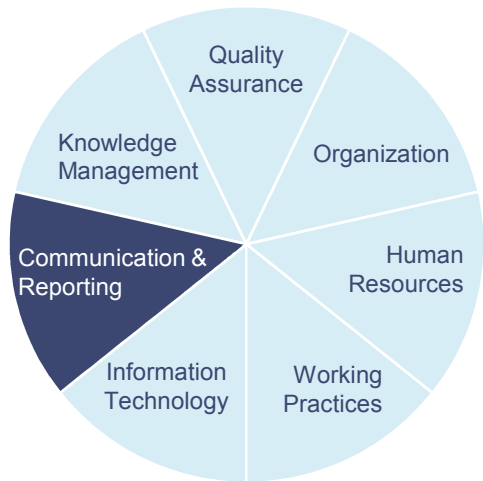 Quality
Assurance
Organization
Human
Resources
Working
Practices
Information
Technology
Communication &
Reporting
Knowledge
Management